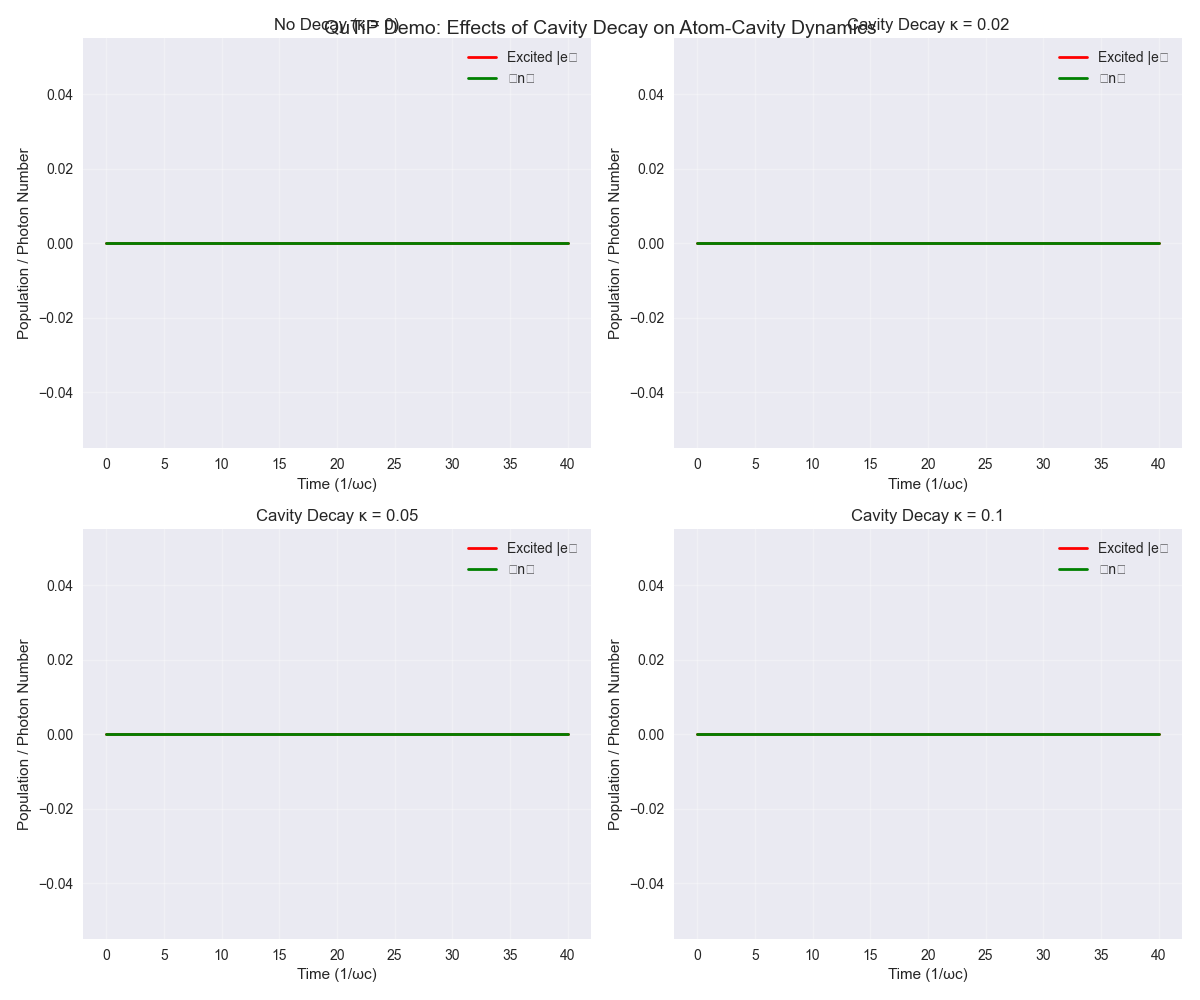 QuTiP Demo: Effects of Cavity Decay on Atom-Cavity Dynamics
No Decay (κ = 0)
Cavity Decay κ = 0.02
Excited |e□
□n□
Excited |e□
□n□
Population / Photon Number
0.04
0.02
0.00
−0.02
−0.04
0 5 10 15 20 25 30 35 40
Time (1/ωc)
Population / Photon Number
0.04
0.02
0.00
−0.02
−0.04
0 5 10 15 20 25 30 35 40
Time (1/ωc)
Cavity Decay κ = 0.05
Cavity Decay κ = 0.1
Excited |e□
□n□
Excited |e□
□n□
Population / Photon Number
0.04
0.02
0.00
−0.02
−0.04
0 5 10 15 20 25 30 35 40
Time (1/ωc)
Population / Photon Number
0.04
0.02
0.00
−0.02
−0.04
0 5 10 15 20 25 30 35 40
Time (1/ωc)